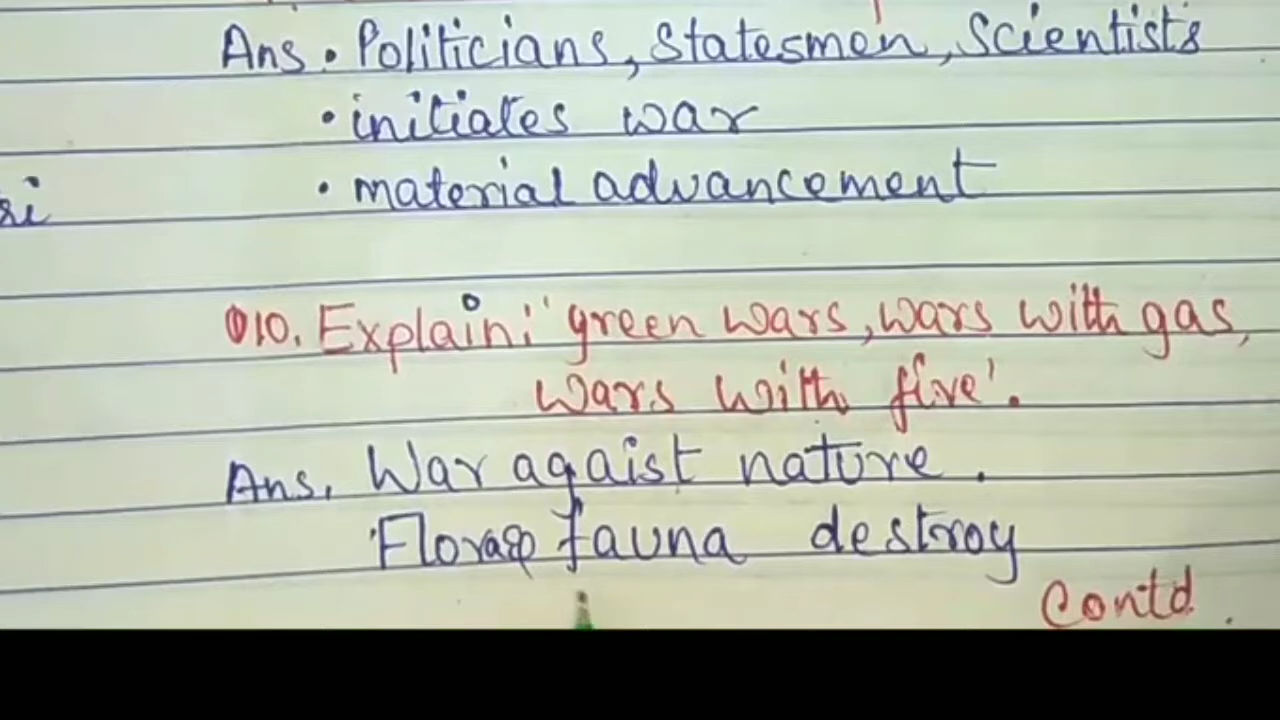 Ans. • Politicians, Statesmen, Scientists
• initiates war
• material advancement
ri
Q10. Explain: 'green wars, wars with gas,
wars with fire'.
Ans. War agaist nature.
Flora & fauna destroy
Contd.